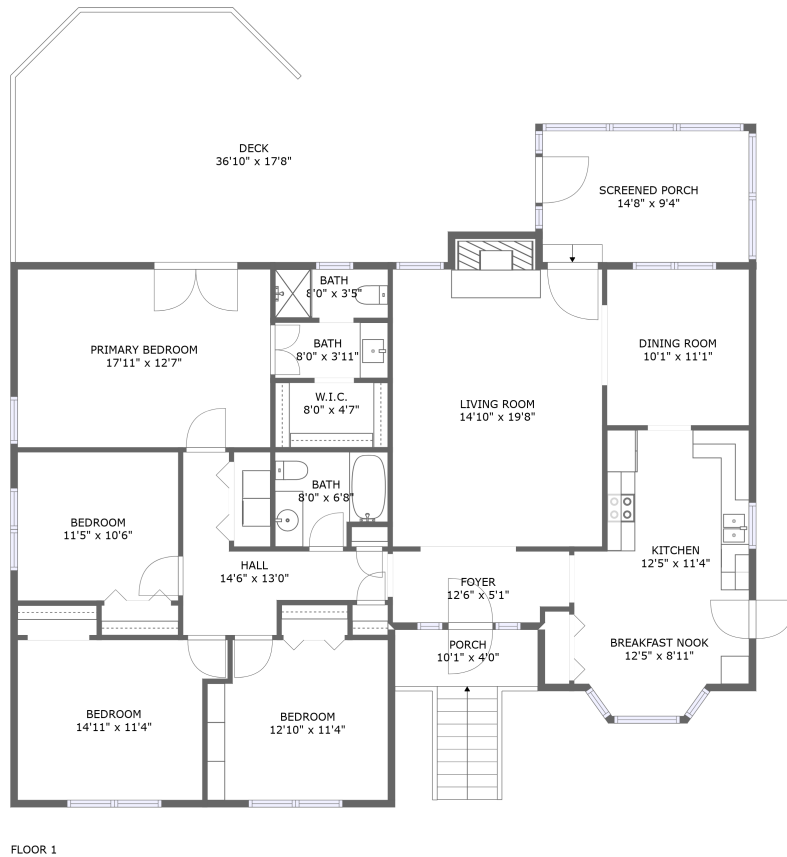 DECK
36'10" x 17'8"
SCREENED PORCH
14'8" x 9'4"
BATH
8'0" x 3'5"
PRIMARY BEDROOM
17'11" x 12'7"
BATH
8'0" x 3'11"
DINING ROOM
10'1" x 11'1"
W.I.C.
8'0" x 4'7"
LIVING ROOM
14'10" x 19'8"
BATH
8'0" x 6'8"
BEDROOM
11'5" x 10'6"
HALL
14'6" x 13'0"
FOYER
12'6" x 5'1"
KITCHEN
12'5" x 11'4"
PORCH
10'1" x 4'0"
BREAKFAST NOOK
12'5" x 8'11"
BEDROOM
14'11" x 11'4"
BEDROOM
12'10" x 11'4"
FLOOR 1